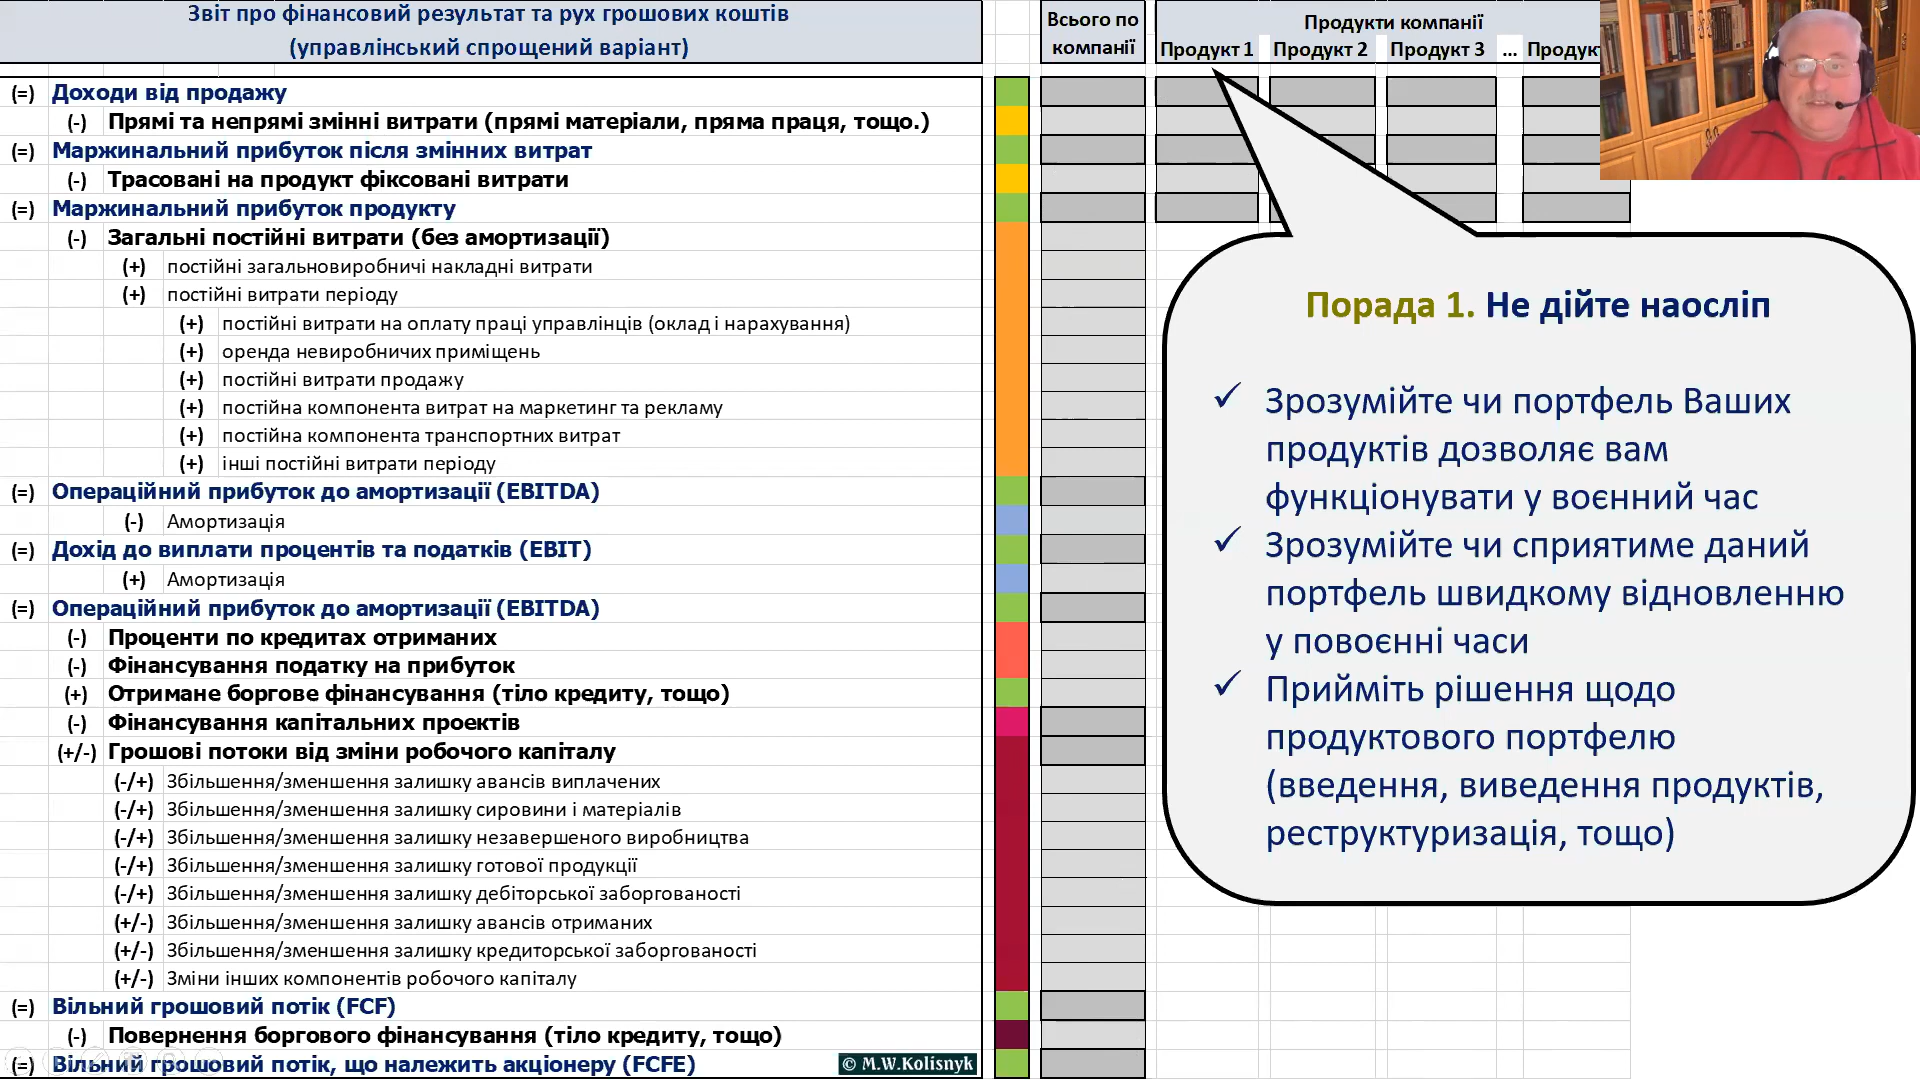 Звіт про фінансовий результат та рух грошових коштів
(управлінський спрощений варіант)
Всього по
компанії
Продукти компанії
Продукт 1 Продукт 2 Продукт 3 ...
(=) Доходи від продажу
(-) Прямі та непрямі змінні витрати (прямі матеріали, пряма праця, тощо.)
(=) Маржинальний прибуток після змінних витрат
(-) Трасовані на продукт фіксовані витрати
(=) Маржинальний прибуток продукту
(-) Загальні постійні витрати (без амортизації)
(+) постійні загальновиробничі накладні витрати
(+) постійні витрати періоду
(+) постійні витрати на оплату праці управлінців (оклад і нарахування)
(+) оренда невиробничих приміщень
(+) постійні витрати продажу
(+) постійна компонента витрат на маркетинг та рекламу
(+) постійна компонента транспортних витрат
(+) інші постійні витрати періоду
(=) Операційний прибуток до амортизації (EBITDA)
(-) Амортизація
(=) Дохід до виплати процентів та податків (EBIT)
(+) Амортизація
(=) Операційний прибуток до амортизації (EBITDA)
(-) Проценти по кредитах отриманих
(-) Фінансування податку на прибуток
(+) Отримане боргове фінансування (тіло кредиту, тощо)
(-) Фінансування капітальних проектів
(+/-) Грошові потоки від зміни робочого капіталу
(-/+) Збільшення/зменшення залишку авансів виплачених
(-/+) Збільшення/зменшення залишку сировини і матеріалів
(-/+) Збільшення/зменшення залишку незавершеного виробництва
(-/+) Збільшення/зменшення залишку готової продукції
(-/+) Збільшення/зменшення залишку дебіторської заборгованості
(+/-) Збільшення/зменшення залишку авансів отриманих
(+/-) Збільшення/зменшення залишку кредиторської заборгованості
(+/-) Зміни інших компонентів робочого капіталу
(=) Вільний грошовий потік (FCF)
(-) Повернення боргового фінансування (тіло кредиту, тощо)
(=) Вільний грошовий потік, що належить акціонеру (FCFE)
© M.W.Kolisnyk
Порада 1. Не дійте наосліп
✓ Зрозумійте чи портфель Ваших
продуктів дозволяє вам
функціонувати у воєнний час
✓ Зрозумійте чи сприятиме даний
портфель швидкому відновленню
у повоєнні часи
✓ Прийміть рішення щодо
продуктового портфелю
(введення, виведення продуктів,
реструктуризація, тощо)